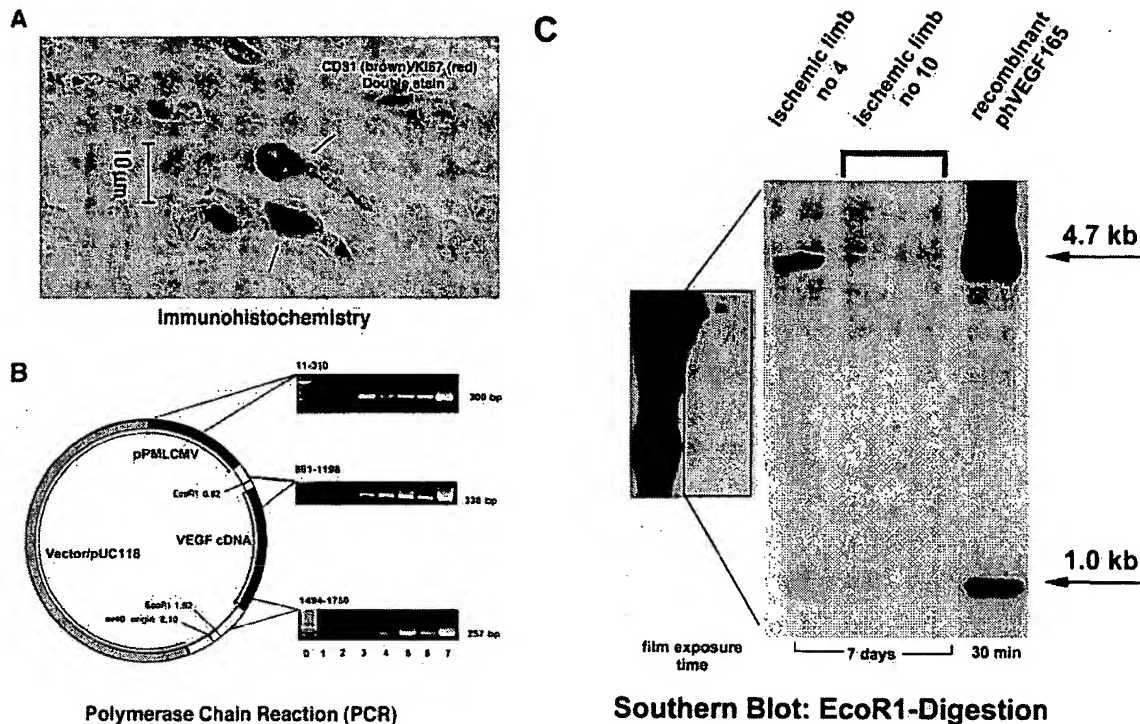 A
CD31 (brown)/Ki67 (red)
Double stain
10 µm
Immunohistochemistry
B
11-310
300 bp
pPMLCMV
EcoR1 0.82
881-1198
338 bp
VEGF cDNA
Vector/pUC118
EcoR1 1.82
sv40 origin 2.10
1494-1750
257 bp
0 1 2 3 4 5 6 7
Polymerase Chain Reaction (PCR)
C
ischemic limb
no 4
ischemic limb
no 10
recombinant
phVEGF165
4.7 kb
1.0 kb
film exposure
time
7 days
30 min
Southern Blot: EcoR1-Digestion